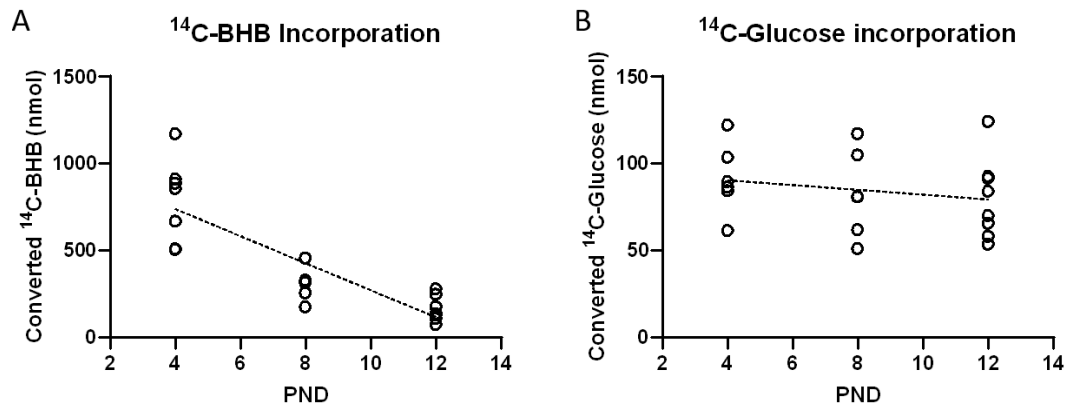 A
¹⁴C-BHB Incorporation
Converted ¹⁴C-BHB (nmol)
1500
1000
500
0
2 4 6 8 10 12 14
PND
B
¹⁴C-Glucose incorporation
Converted ¹⁴C-Glucose (nmol)
150
100
50
0
2 4 6 8 10 12 14
PND